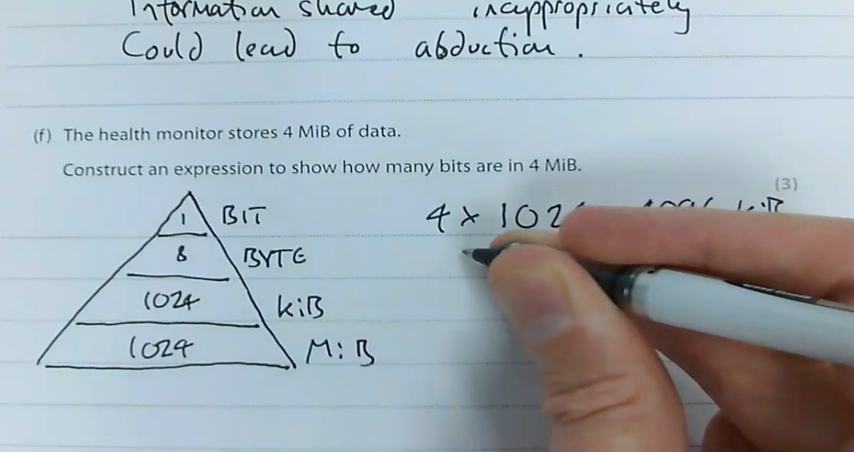 Information shared inappropriately
Could lead to abduction.
(f) The health monitor stores 4 MiB of data.
Construct an expression to show how many bits are in 4 MiB.
(3)
1 BIT
4 × 102
8 BYTE
1024 kiB
1024 MiB